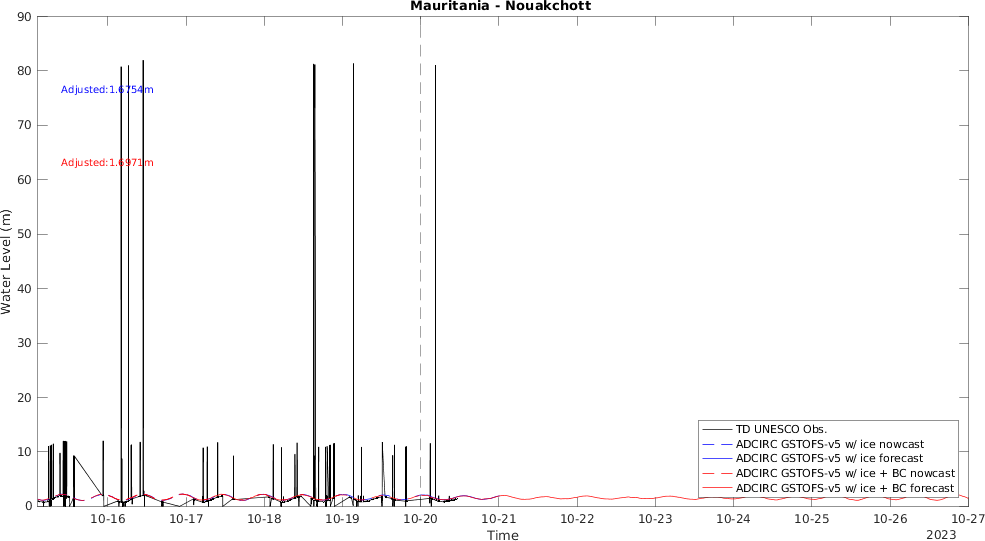 Mauritania - Nouakchott
90
80
70
60
50
40
30
20
10
0
Water Level (m)
Adjusted:1.6754m
Adjusted:1.6971m
TD UNESCO Obs.
ADCIRC GSTOFS-v5 w/ ice nowcast
ADCIRC GSTOFS-v5 w/ ice forecast
ADCIRC GSTOFS-v5 w/ ice + BC nowcast
ADCIRC GSTOFS-v5 w/ ice + BC forecast
10-16 10-17 10-18 10-19 10-20 10-21 10-22 10-23 10-24 10-25 10-26 10-27
Time
2023